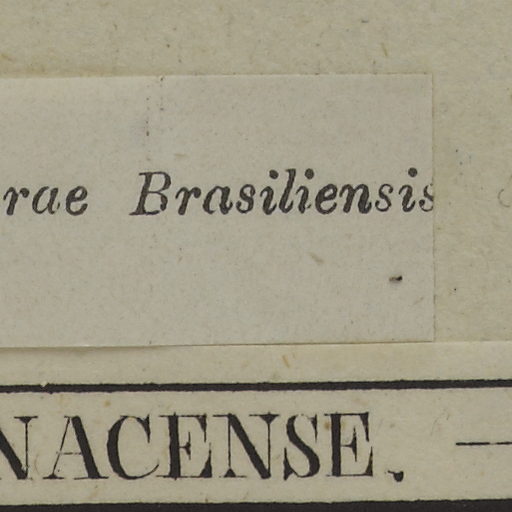 rae Brasiliensis
NACENSE. —